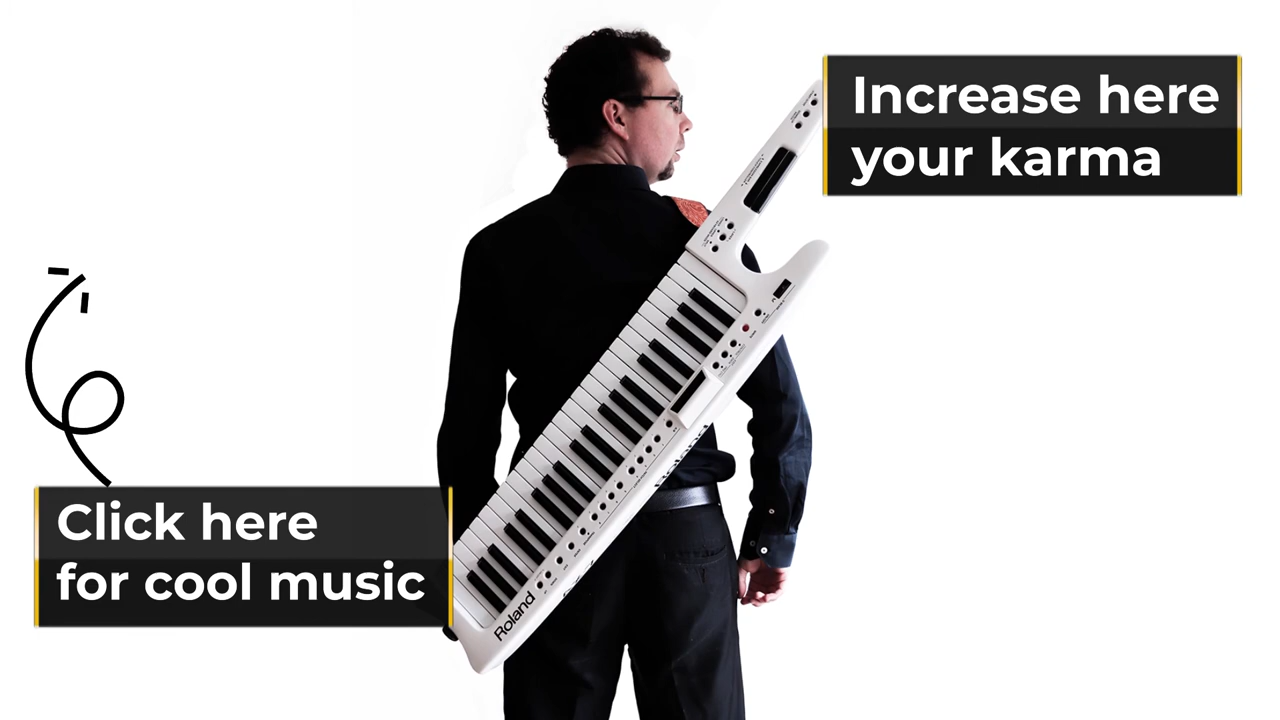 Increase here
your karma
Click here
for cool music
Roland